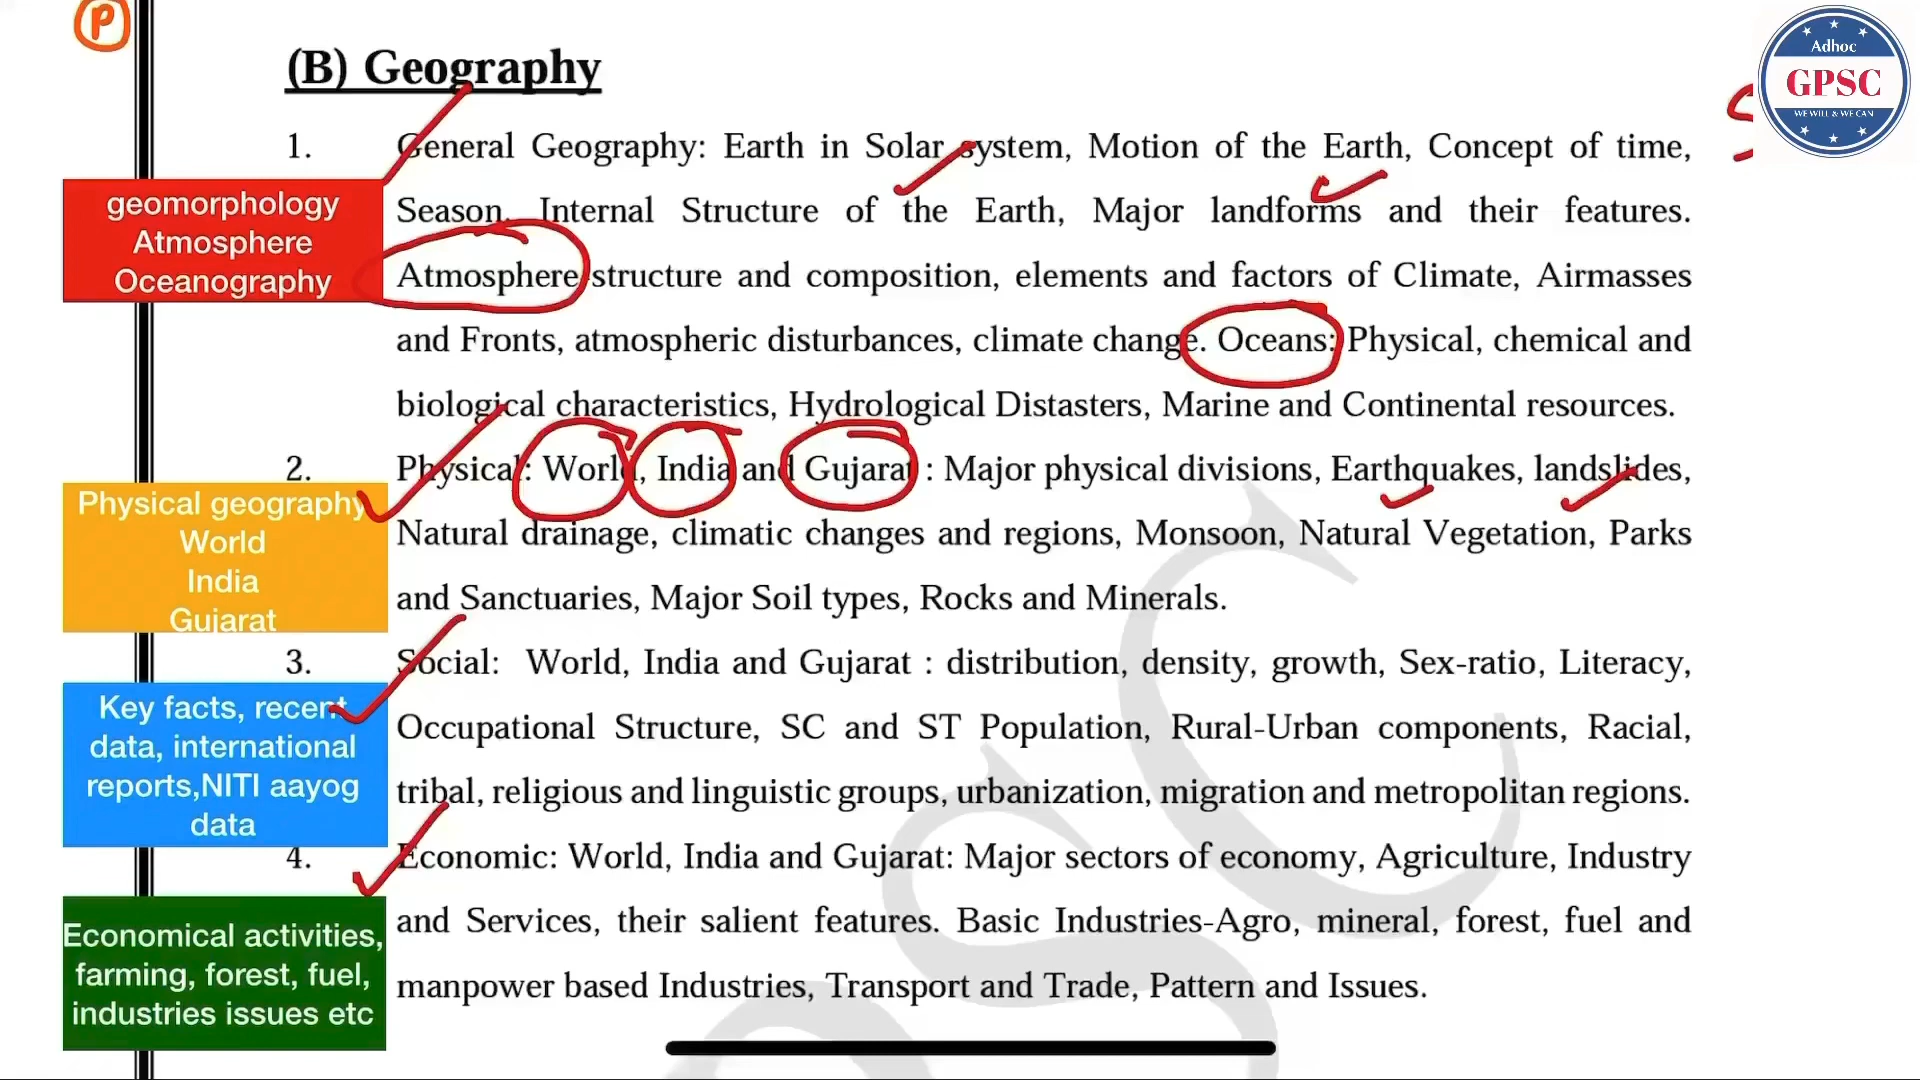 P
(B) Geography
Adhoc
GPSC
WE WILL & WE CAN
1. General Geography: Earth in Solar system, Motion of the Earth, Concept of time,
Season, Internal Structure of the Earth, Major landforms and their features.
Atmosphere structure and composition, elements and factors of Climate, Airmasses
and Fronts, atmospheric disturbances, climate change. Oceans: Physical, chemical and
biological characteristics, Hydrological Distasters, Marine and Continental resources.
geomorphology
Atmosphere
Oceanography
2. Physical: World, India and Gujarat : Major physical divisions, Earthquakes, landslides,
Natural drainage, climatic changes and regions, Monsoon, Natural Vegetation, Parks
and Sanctuaries, Major Soil types, Rocks and Minerals.
Physical geography
World
India
Gujarat
3. Social: World, India and Gujarat : distribution, density, growth, Sex-ratio, Literacy,
Occupational Structure, SC and ST Population, Rural-Urban components, Racial,
tribal, religious and linguistic groups, urbanization, migration and metropolitan regions.
Key facts, recent
data, international
reports,NITI aayog
data
4. Economic: World, India and Gujarat: Major sectors of economy, Agriculture, Industry
and Services, their salient features. Basic Industries-Agro, mineral, forest, fuel and
manpower based Industries, Transport and Trade, Pattern and Issues.
Economical activities,
farming, forest, fuel,
industries issues etc